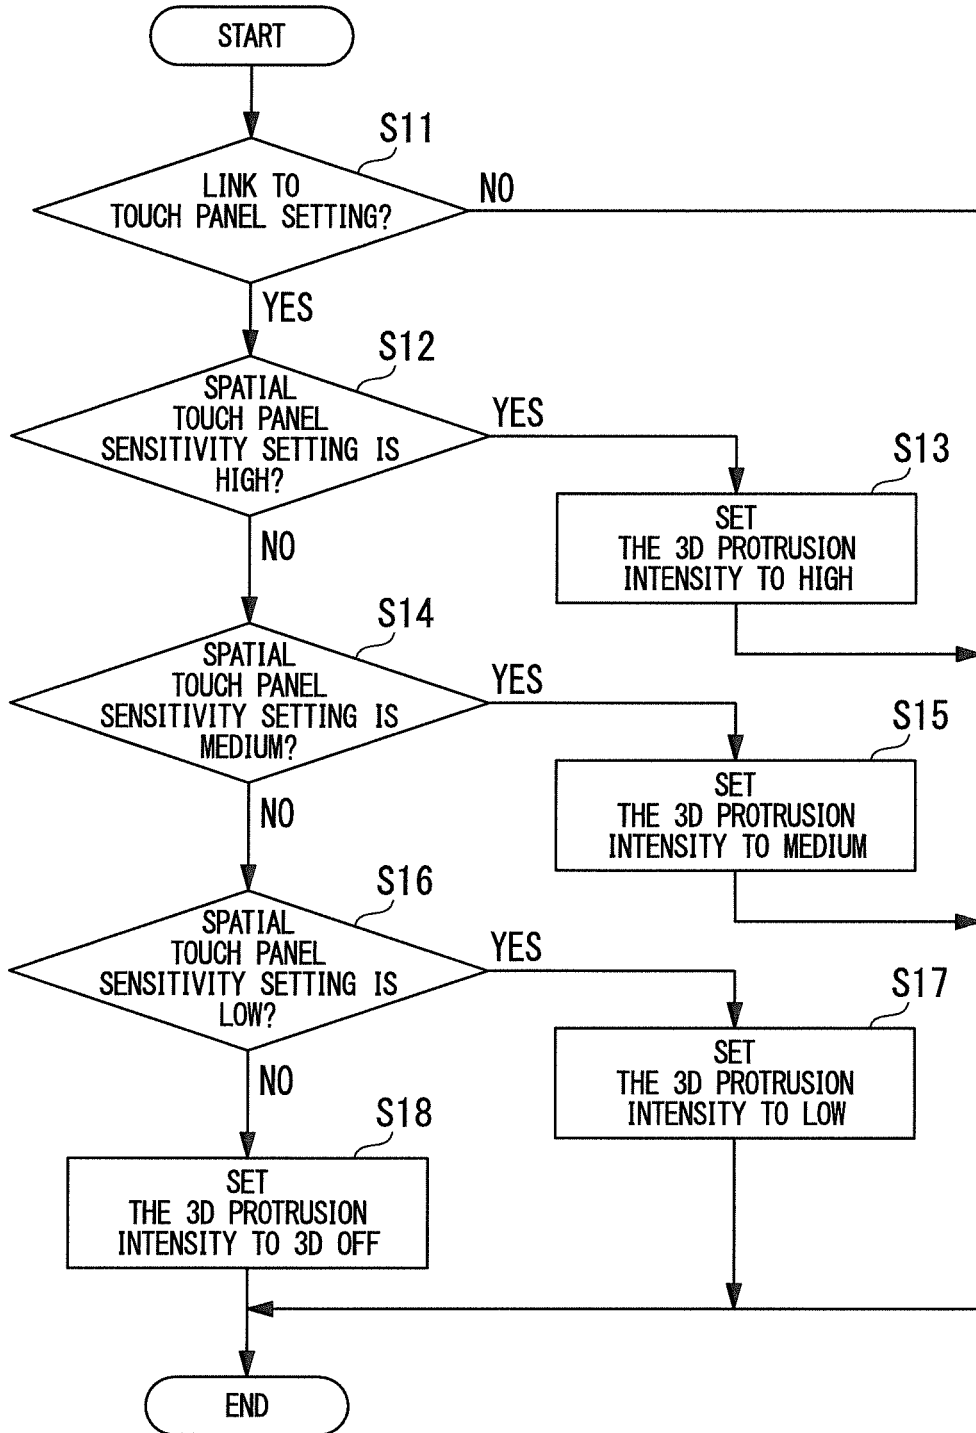 START
S11
LINK TO
TOUCH PANEL SETTING?
NO
YES
S12
SPATIAL
TOUCH PANEL
SENSITIVITY SETTING IS
HIGH?
YES
S13
SET
THE 3D PROTRUSION
INTENSITY TO HIGH
NO
S14
SPATIAL
TOUCH PANEL
SENSITIVITY SETTING IS
MEDIUM?
YES
S15
SET
THE 3D PROTRUSION
INTENSITY TO MEDIUM
NO
S16
SPATIAL
TOUCH PANEL
SENSITIVITY SETTING IS
LOW?
YES
S17
SET
THE 3D PROTRUSION
INTENSITY TO LOW
NO
S18
SET
THE 3D PROTRUSION
INTENSITY TO 3D OFF
END